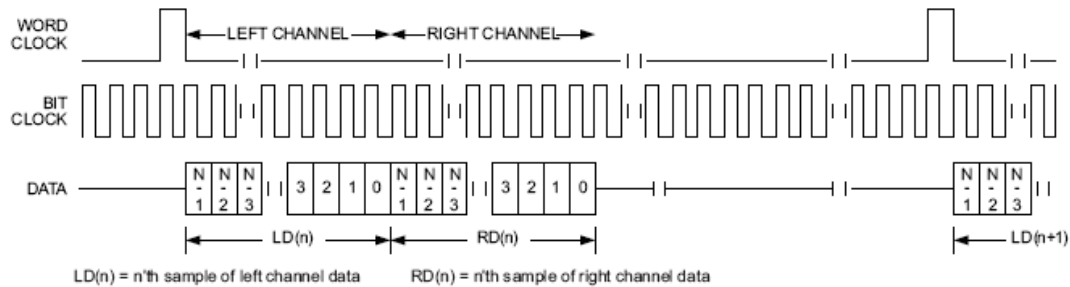 WORD
CLOCK
LEFT CHANNEL
RIGHT CHANNEL
BIT
CLOCK
DATA
N-1 N-2 N-3 3 2 1 0 N-1 N-2 N-3 3 2 1 0 N-1 N-2 N-3
LD(n) RD(n) LD(n+1)
LD(n) = n'th sample of left channel data RD(n) = n'th sample of right channel data